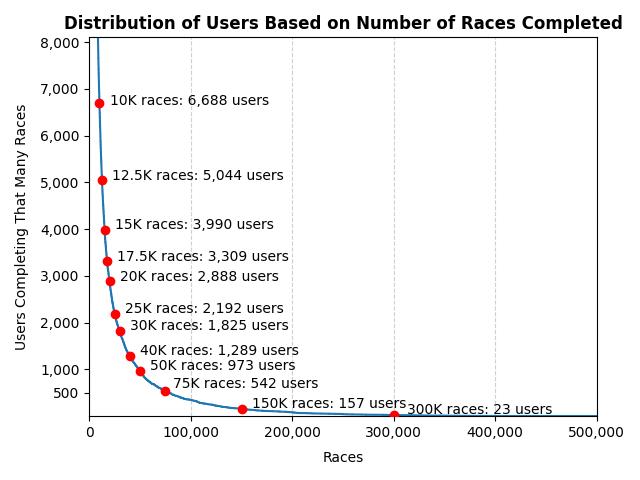 Distribution of Users Based on Number of Races Completed
Users Completing That Many Races
8,000
7,000
6,000
5,000
4,000
3,000
2,000
1,000
500
10K races: 6,688 users
12.5K races: 5,044 users
15K races: 3,990 users
17.5K races: 3,309 users
20K races: 2,888 users
25K races: 2,192 users
30K races: 1,825 users
40K races: 1,289 users
50K races: 973 users
75K races: 542 users
150K races: 157 users
300K races: 23 users
0
100,000
200,000
300,000
400,000
500,000
Races